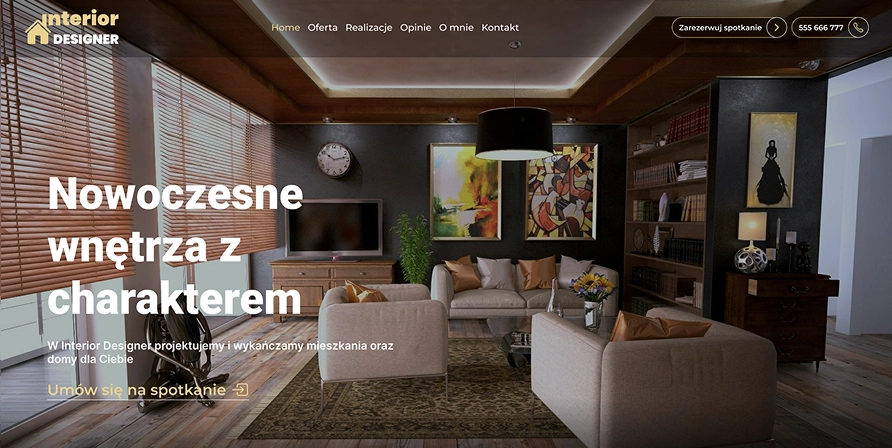 interior
DESIGNER
Home Oferta Realizacje Opinie O mnie Kontakt
Zarezerwuj spotkanie
555 666 777
Nowoczesne
wnętrza z
charakterem
W Interior Designer projektujemy i wykańczamy mieszkania oraz
domy dla Ciebie
Umów się na spotkanie